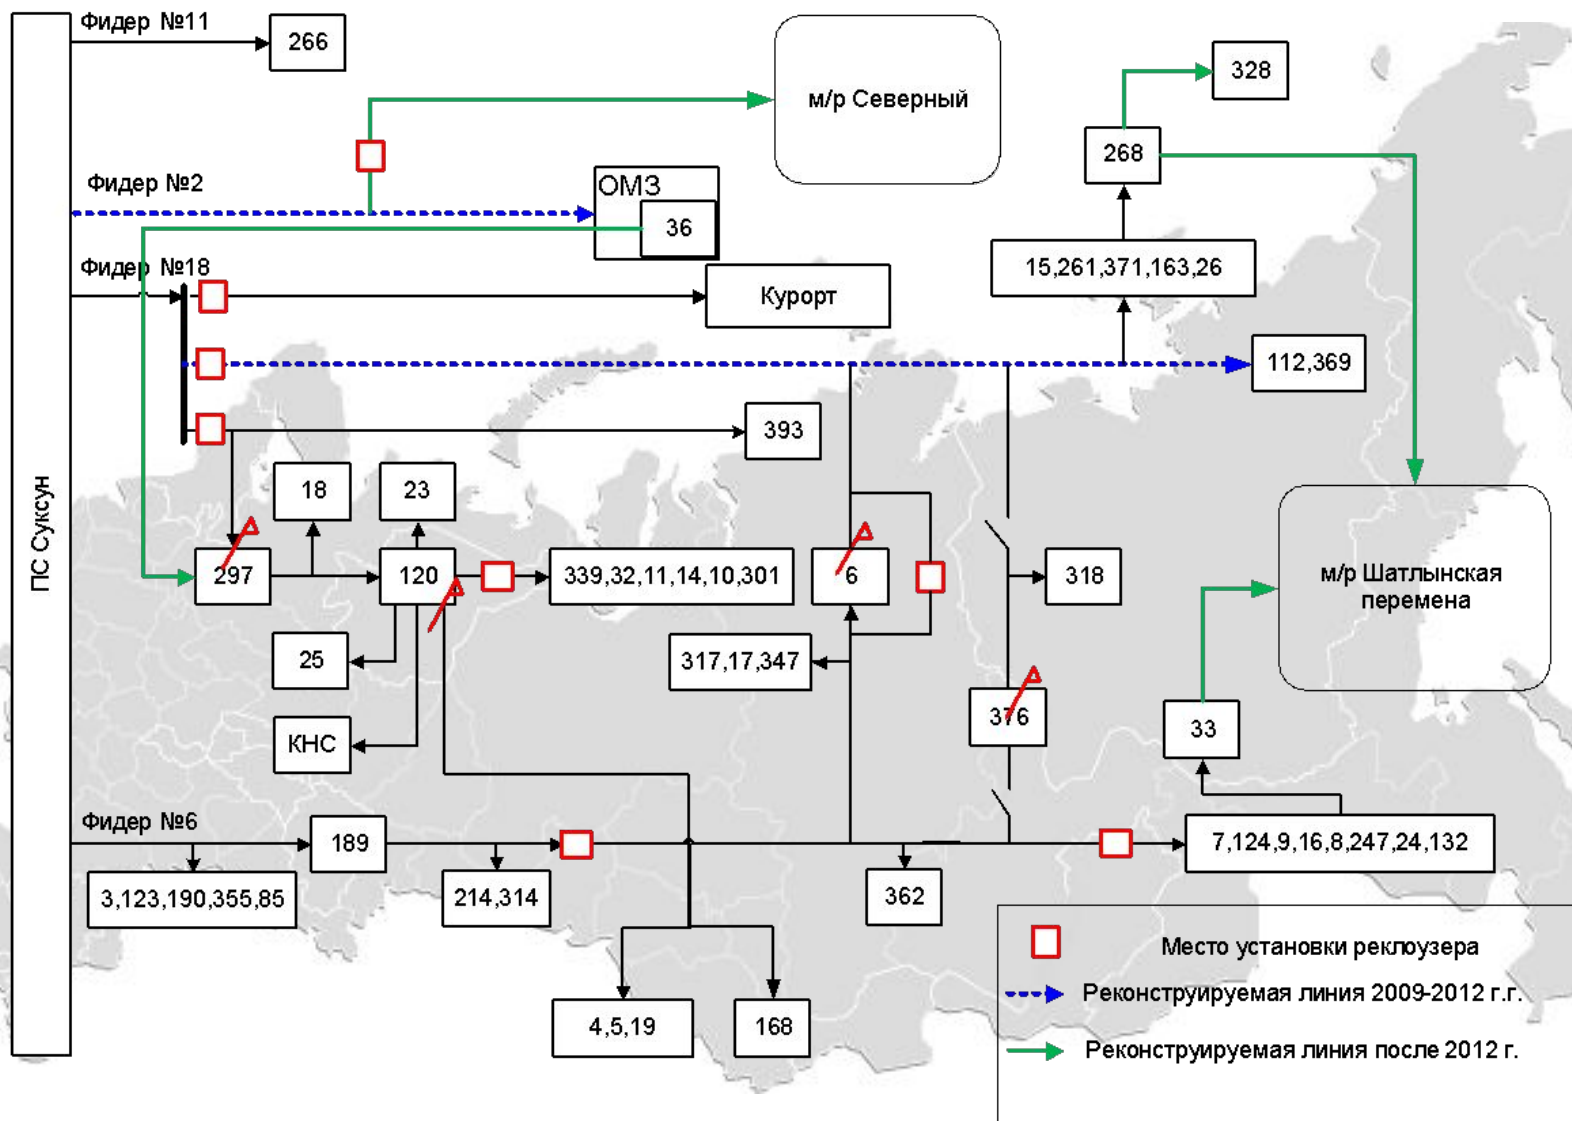 Фидер №11
266
328
м/р Северный
268
Фидер №2
ОМЗ
36
Фидер №18
15,261,371,163,26
Курорт
112,369
393
18
23
ПС Суксун
297
120
339,32,11,14,10,301
6
318
м/р Шатлынская
перемена
25
317,17,347
376
33
КНС
Фидер №6
189
7,124,9,16,8,247,24,132
3,123,190,355,85
214,314
362
Место установки реклоузера
Реконструируемая линия 2009-2012 г.г.
4,5,19
168
Реконструируемая линия после 2012 г.